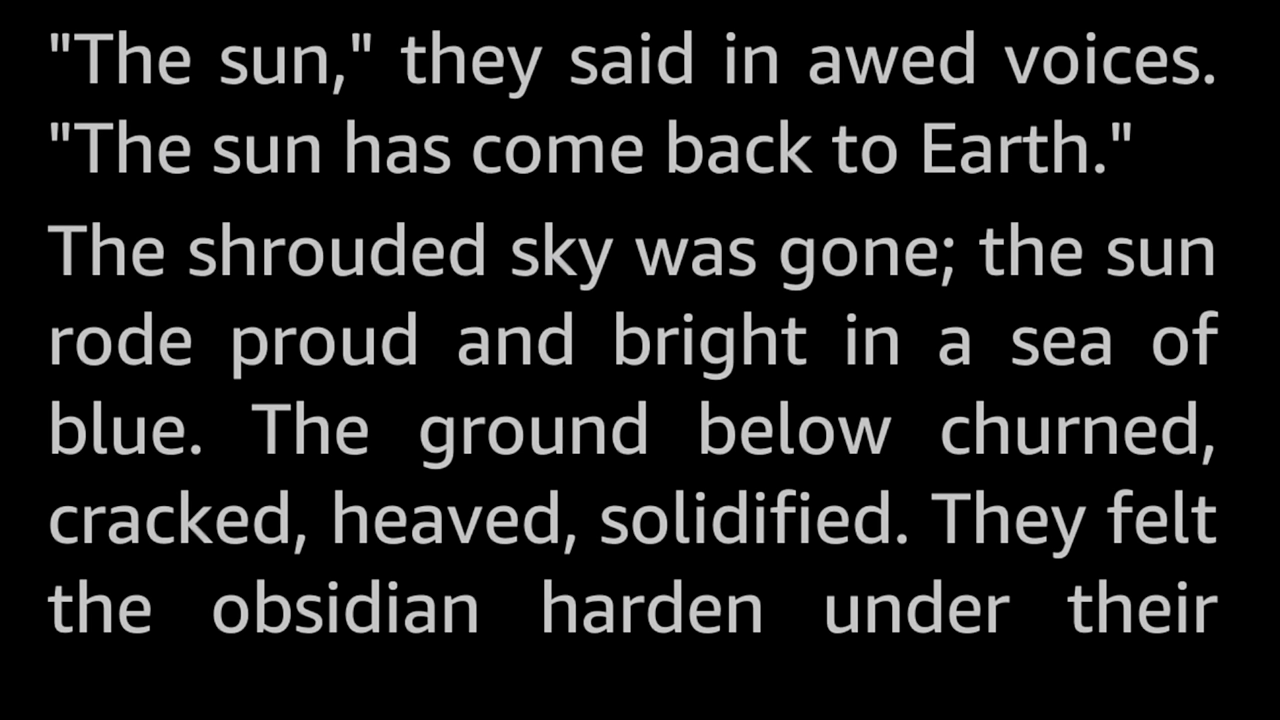 "The sun," they said in awed voices.
"The sun has come back to Earth."
The shrouded sky was gone; the sun
rode proud and bright in a sea of
blue. The ground below churned,
cracked, heaved, solidified. They felt
the obsidian harden under their